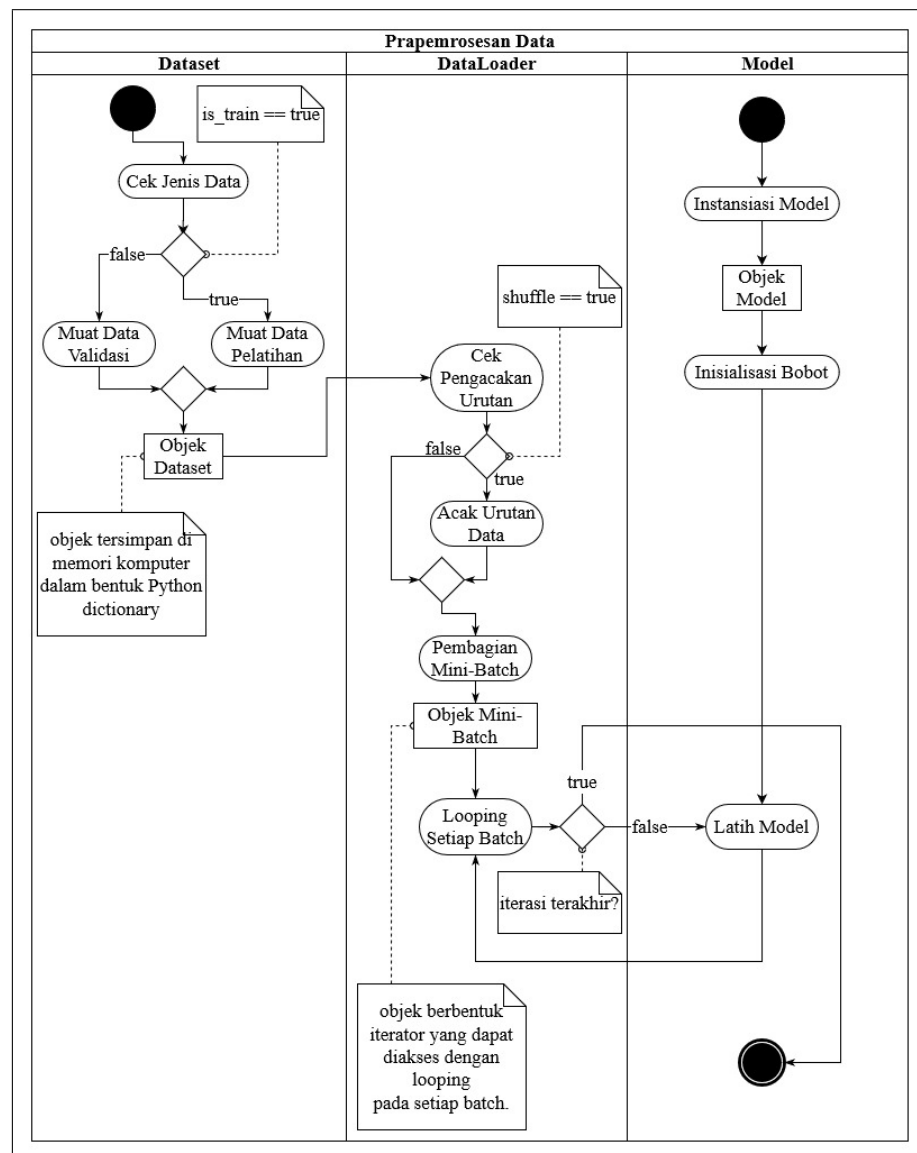 Prapemrosesan Data
Dataset
DataLoader
Model
is_train == true
Cek Jenis Data
false
true
Muat Data
Validasi
Muat Data
Pelatihan
Objek
Dataset
objek tersimpan di
memori komputer
dalam bentuk Python
dictionary
shuffle == true
Cek
Pengacakan
Urutan
false
true
Acak Urutan
Data
Pembagian
Mini-Batch
Objek Mini-
Batch
Looping
Setiap Batch
true
false
iterasi terakhir?
objek berbentuk
iterator yang dapat
diakses dengan
looping
pada setiap batch.
Instansiasi Model
Objek
Model
Inisialisasi Bobot
Latih Model